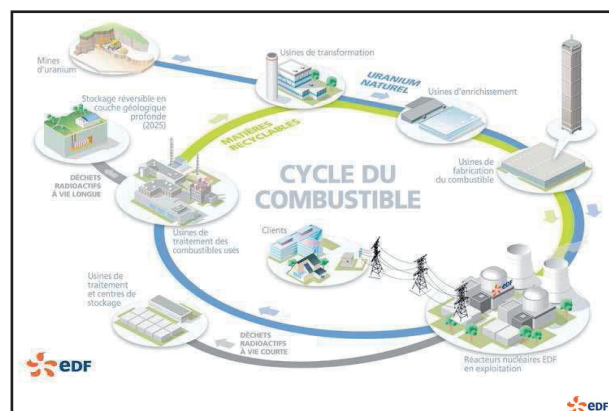 Mines
d'uranium
Usines de transformation
URANIUM
NATUREL
Usines d'enrichissement
Stockage réversible en
couche géologique
profonde
(2025)
MATIÈRES
RECYCLABLES
Usines de
fabrication
du combustible
CYCLE DU
COMBUSTIBLE
DÉCHETS
RADIOACTIFS
À VIE LONGUE
Usines de
traitement des
combustibles usés
Clients
Usines de
traitement
et centres de
stockage
EDF
Réacteurs nucléaires EDF
en exploitation
DÉCHETS
RADIOACTIFS
À VIE COURTE
eDF
eDF